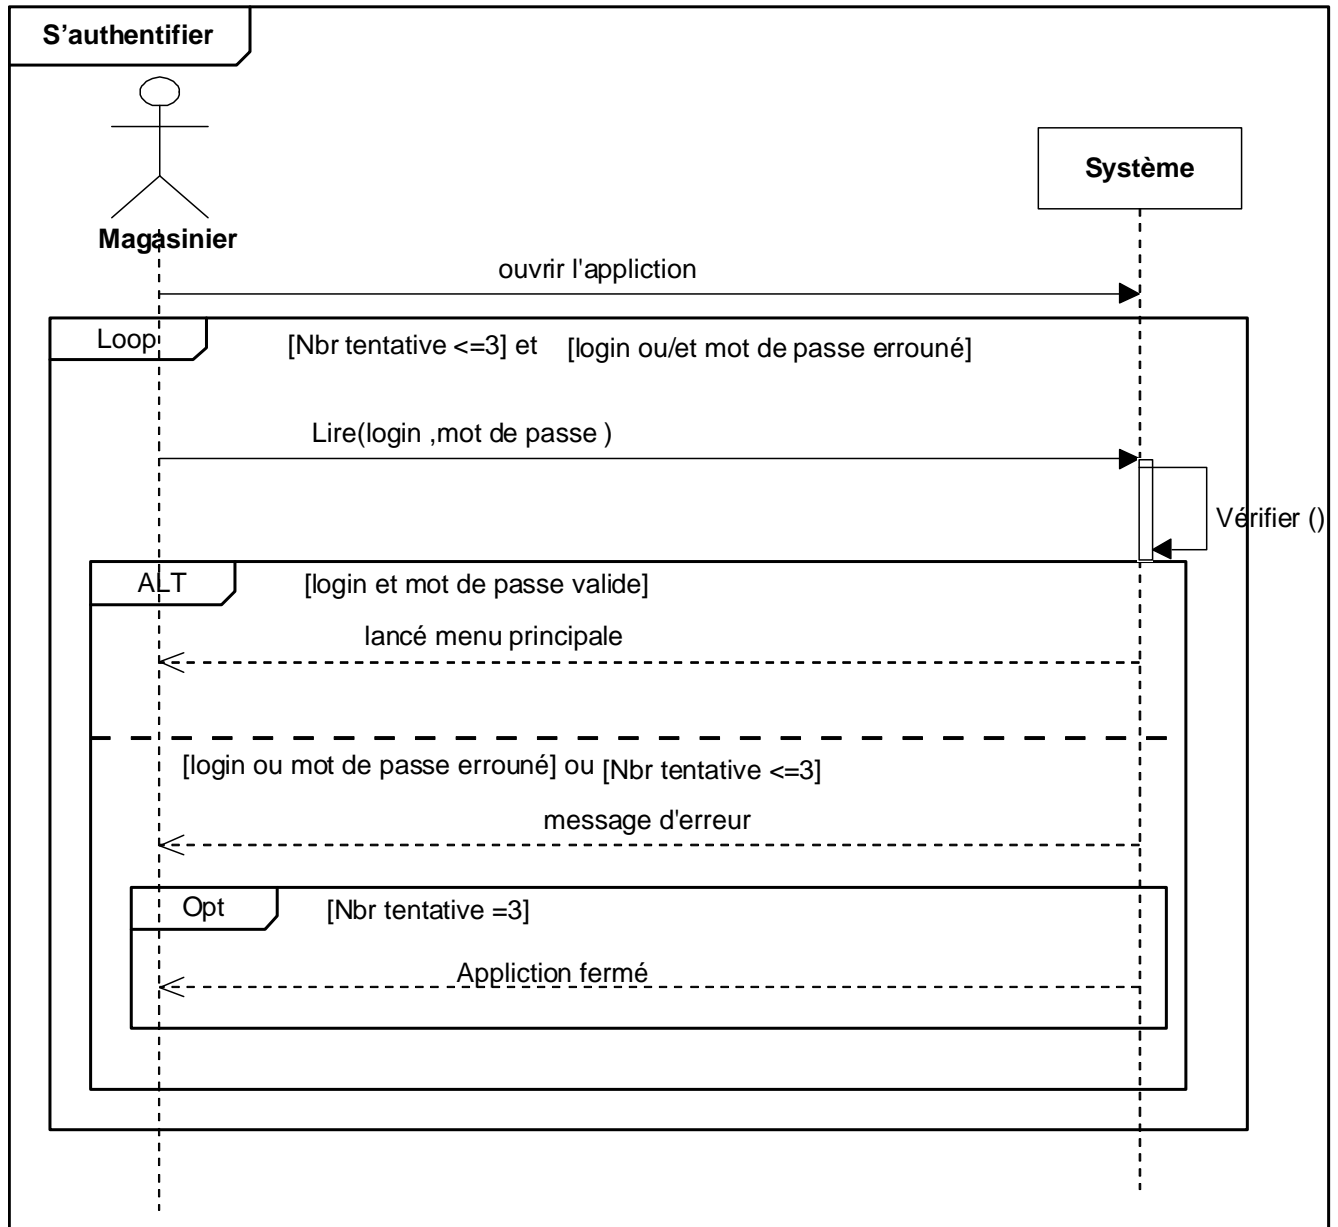 S’authentifier
Système
Magasinier
ouvrir l'appliction
Loop
[Nbr tentative <=3] et [login ou/et mot de passe errouné]
Lire(login ,mot de passe )
Vérifier ()
ALT
[login et mot de passe valide]
lancé menu principale
[login ou mot de passe errouné] ou [Nbr tentative <=3]
message d'erreur
Opt
[Nbr tentative =3]
Appliction fermé